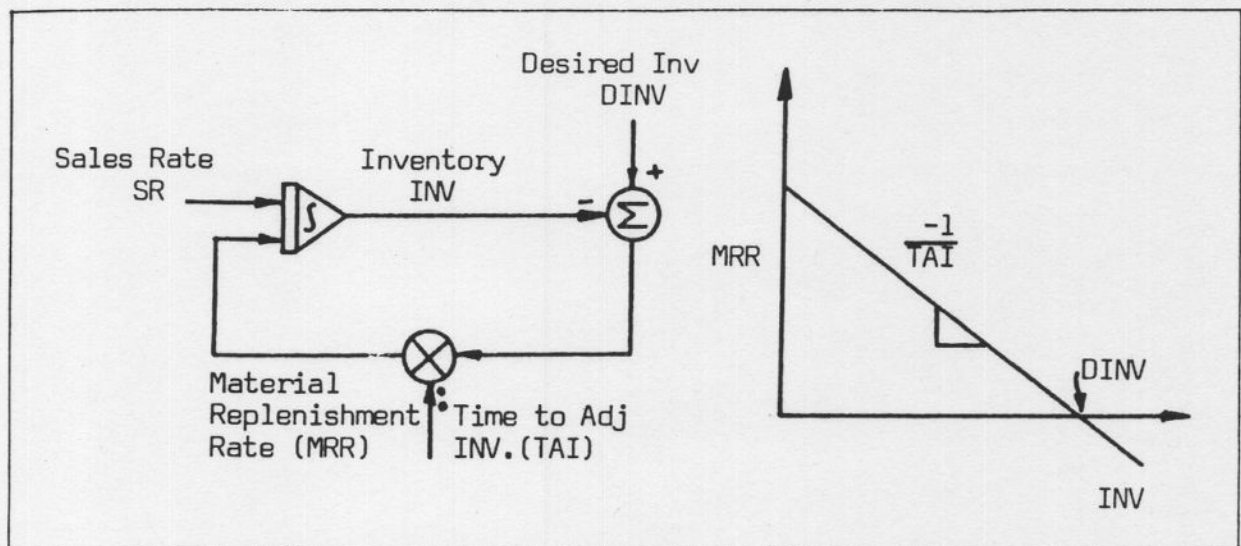 Desired Inv
DINV
Sales Rate
SR
Inventory
INV
+
-
∫
Σ
Material
Replenishment
Rate (MRR)
Time to Adj
INV.(TAI)
MRR
-1
TAI
DINV
INV